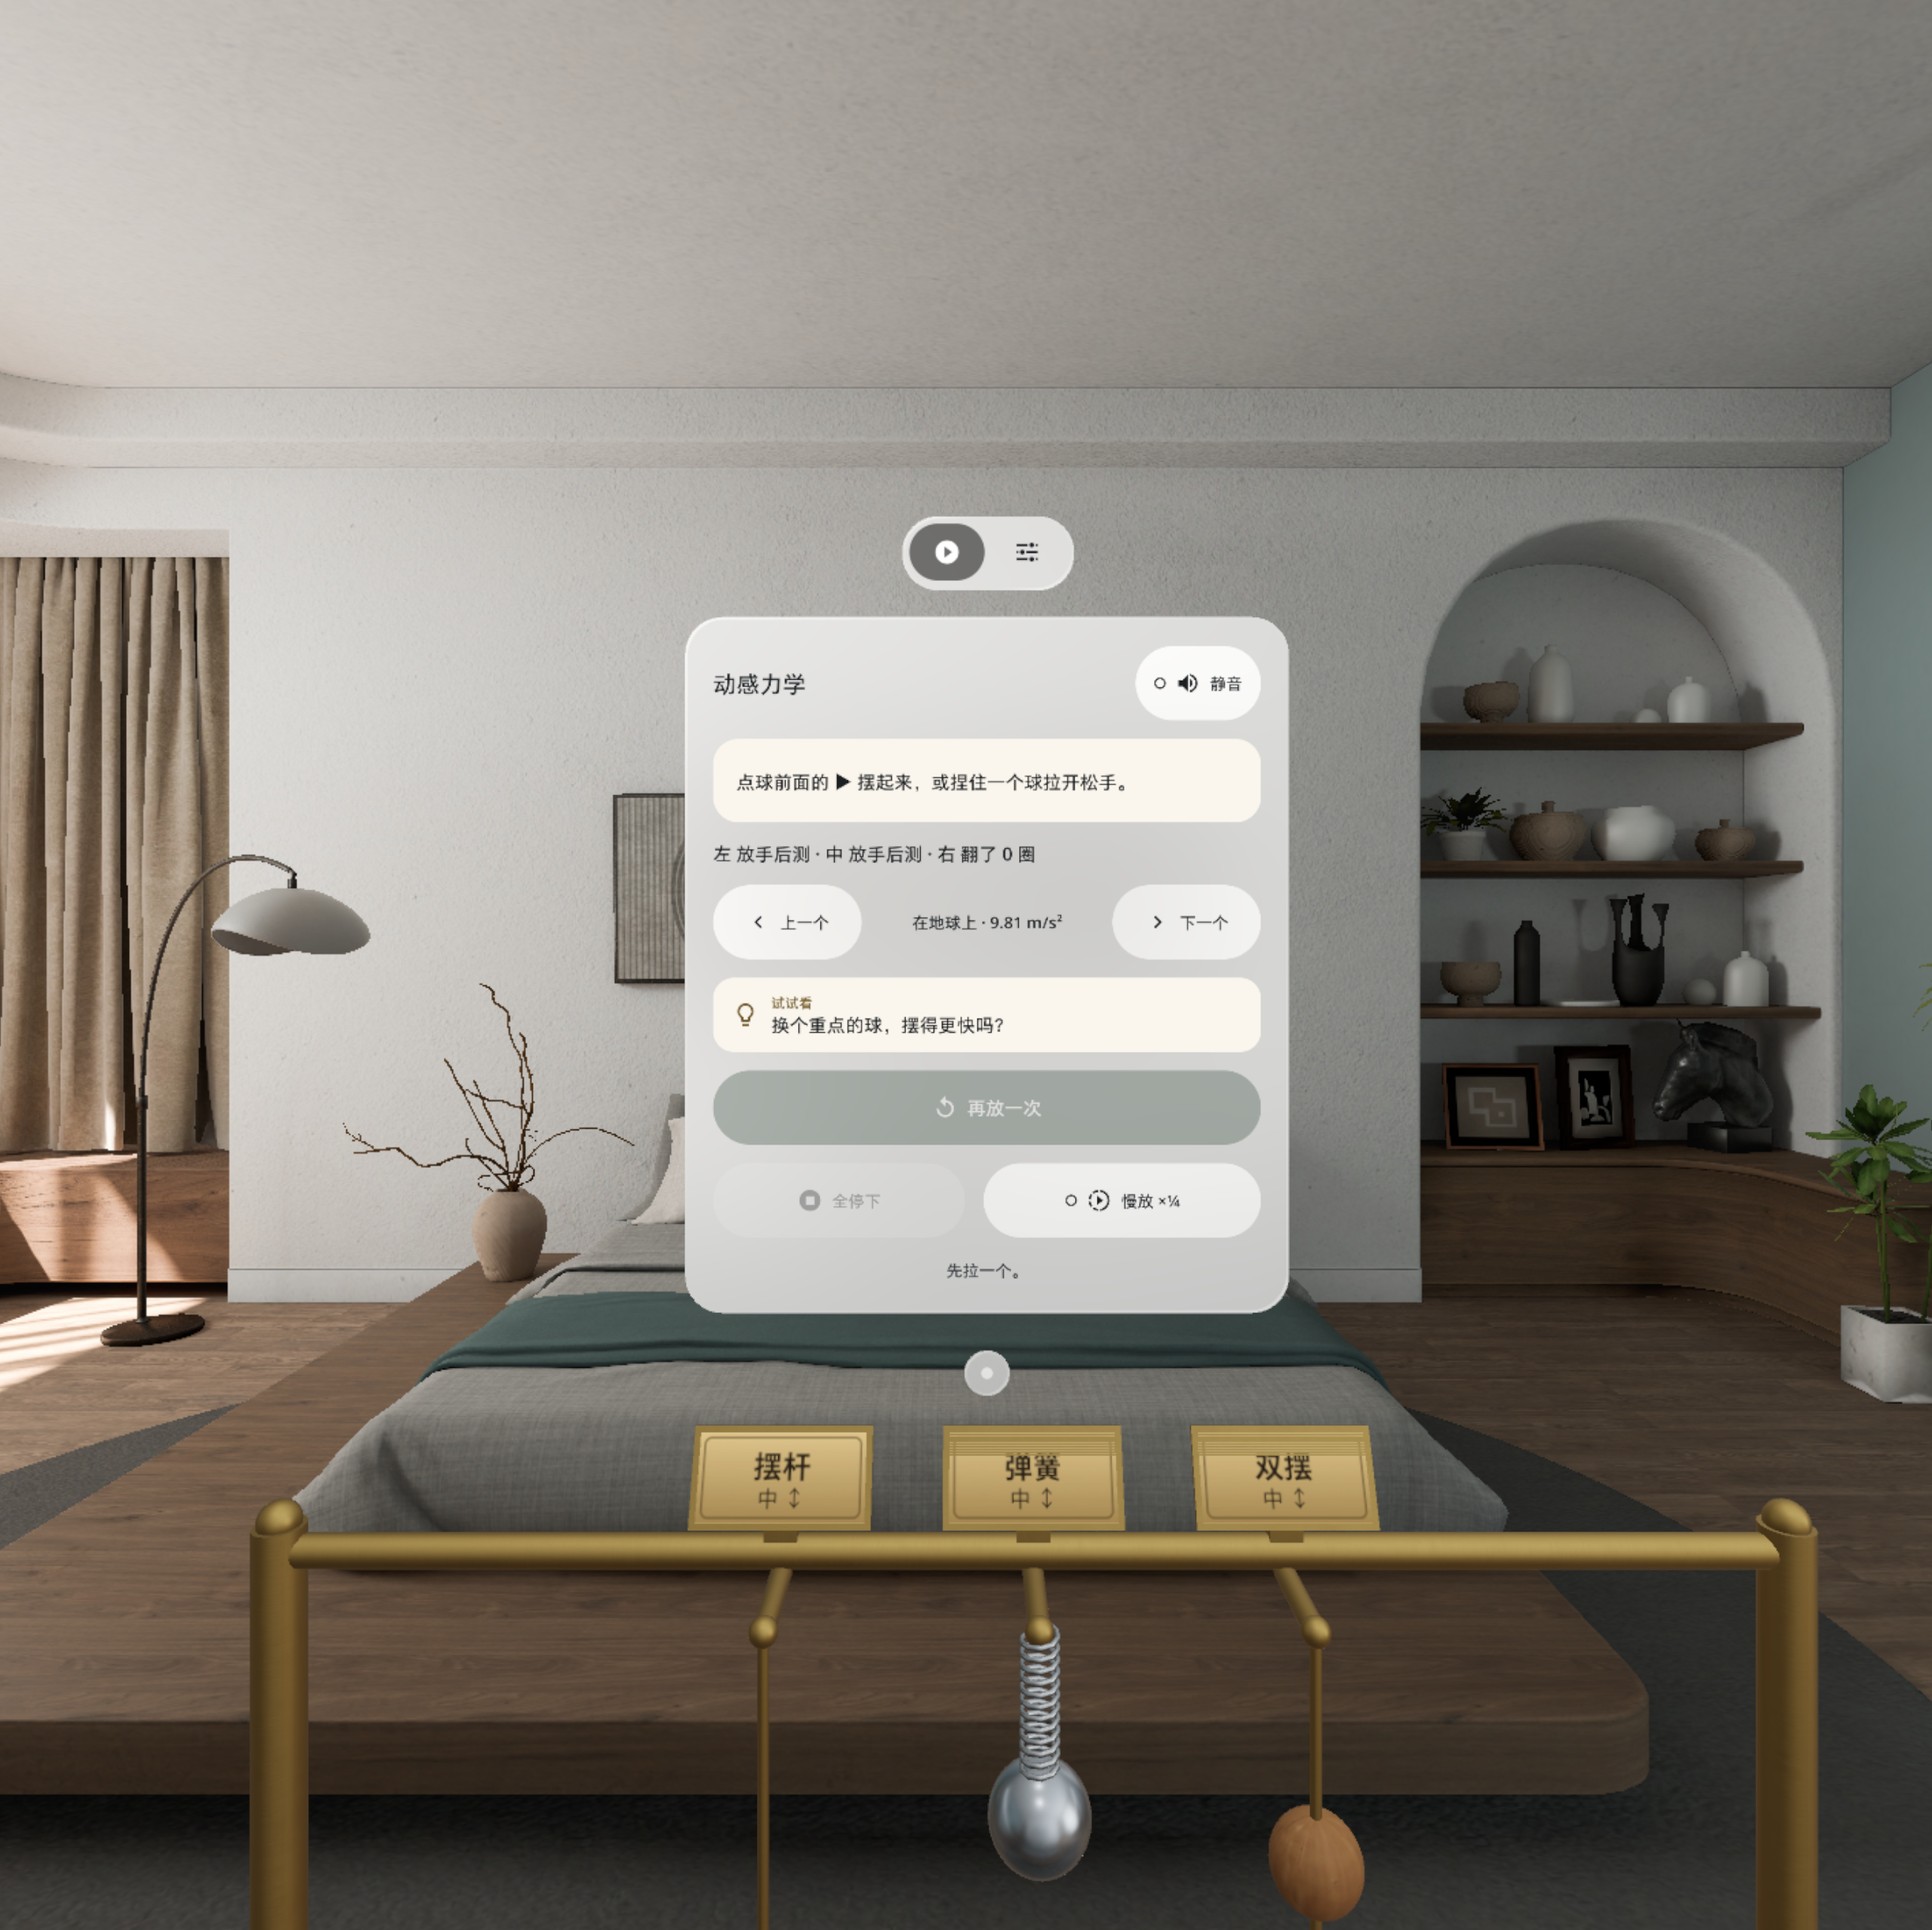 动感力学
静音
点球前面的 ▶ 摆起来，或捏住一个球拉开松手。
左 放手后测 · 中 放手后测 · 右 翻了 0 圈
上一个
在地球上 · 9.81 m/s²
下一个
试试看
换个重点的球，摆得更快吗?
再放一次
全停下
慢放 ×¼
先拉一个。
摆杆
中 ↕
弹簧
中 ↕
双摆
中 ↕